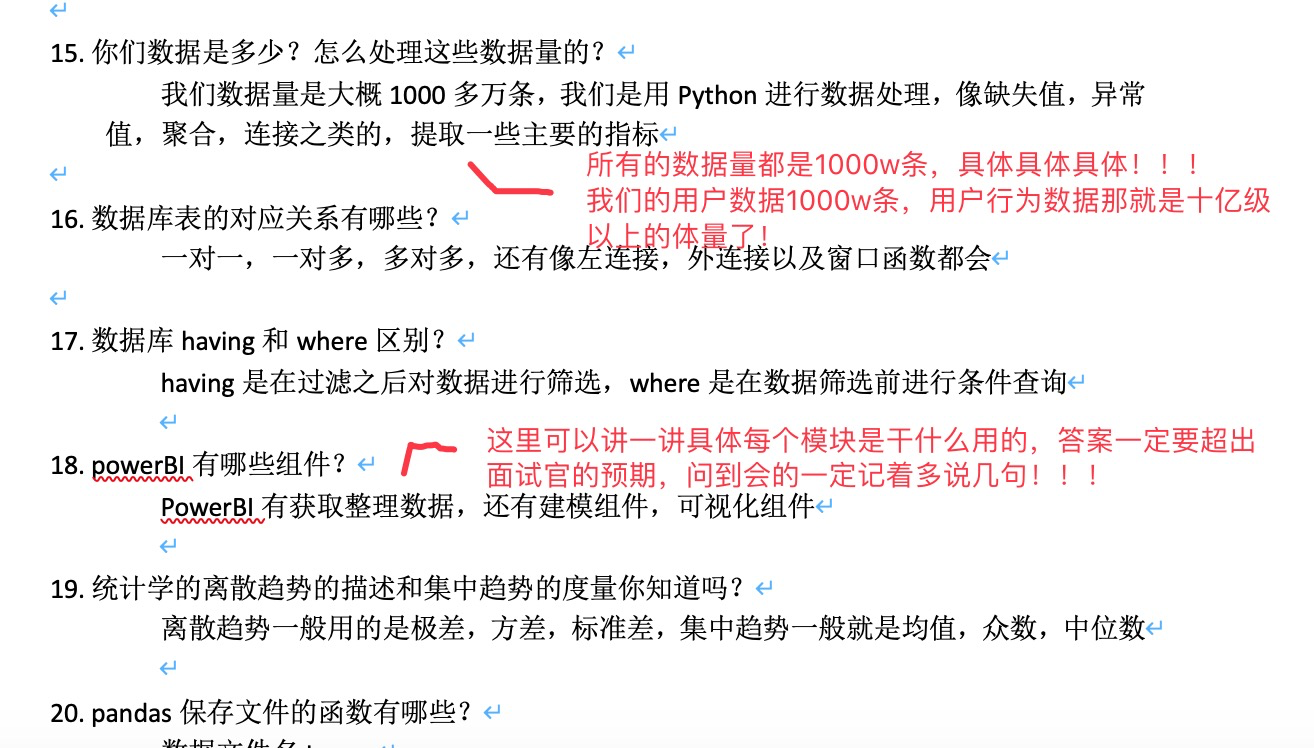 15. 你们数据是多少？怎么处理这些数据量的？
我们数据量是大概 1000 多万条，我们是用 Python 进行数据处理，像缺失值，异常
值，聚合，连接之类的，提取一些主要的指标
所有的数据量都是1000w条，具体具体具体！！！
我们的用户数据1000w条，用户行为数据那就是十亿级
以上的体量了！
16. 数据库表的对应关系有哪些？
一对一，一对多，多对多，还有像左连接，外连接以及窗口函数都会
17. 数据库 having 和 where 区别？
having 是在过滤之后对数据进行筛选，where 是在数据筛选前进行条件查询
这里可以讲一讲具体每个模块是干什么用的，答案一定要超出
面试官的预期，问到会的一定记着多说几句！！！
18. powerBI 有哪些组件？
PowerBI 有获取整理数据，还有建模组件，可视化组件
19. 统计学的离散趋势的描述和集中趋势的度量你知道吗？
离散趋势一般用的是极差，方差，标准差，集中趋势一般就是均值，众数，中位数
20. pandas 保存文件的函数有哪些？